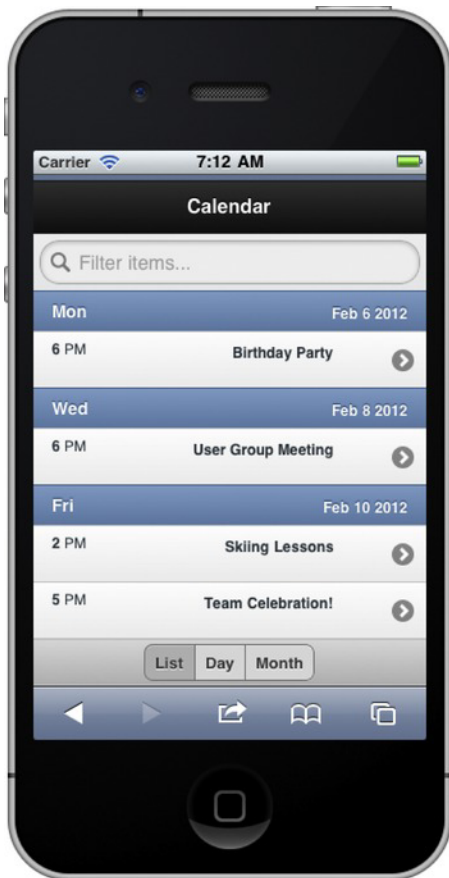 Carrier 7:12 AM
Calendar
Filter items...
Mon Feb 6 2012
6 PM Birthday Party
Wed Feb 8 2012
6 PM User Group Meeting
Fri Feb 10 2012
2 PM Skiing Lessons
5 PM Team Celebration!
List Day Month